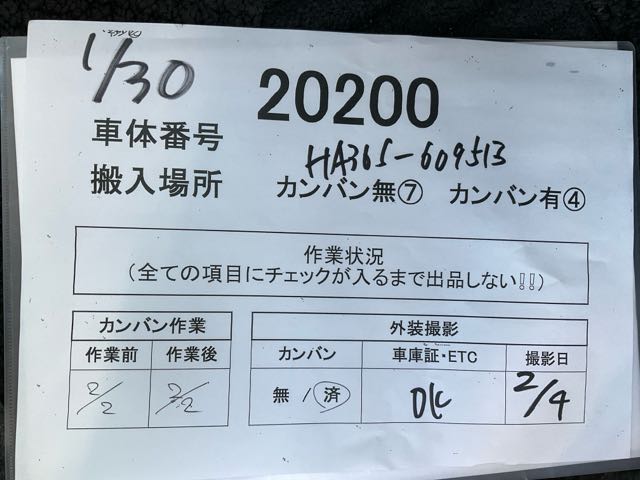 1/30
20200
車体番号 HA36S-609513
搬入場所 カンバン無⑦ カンバン有④
作業状況
(全ての項目にチェックが入るまで出品しない!!)
カンバン作業 外装撮影
作業前 作業後 カンバン 車庫証・ETC 撮影日
2/2 2/2 無 / 済 OK 2/4